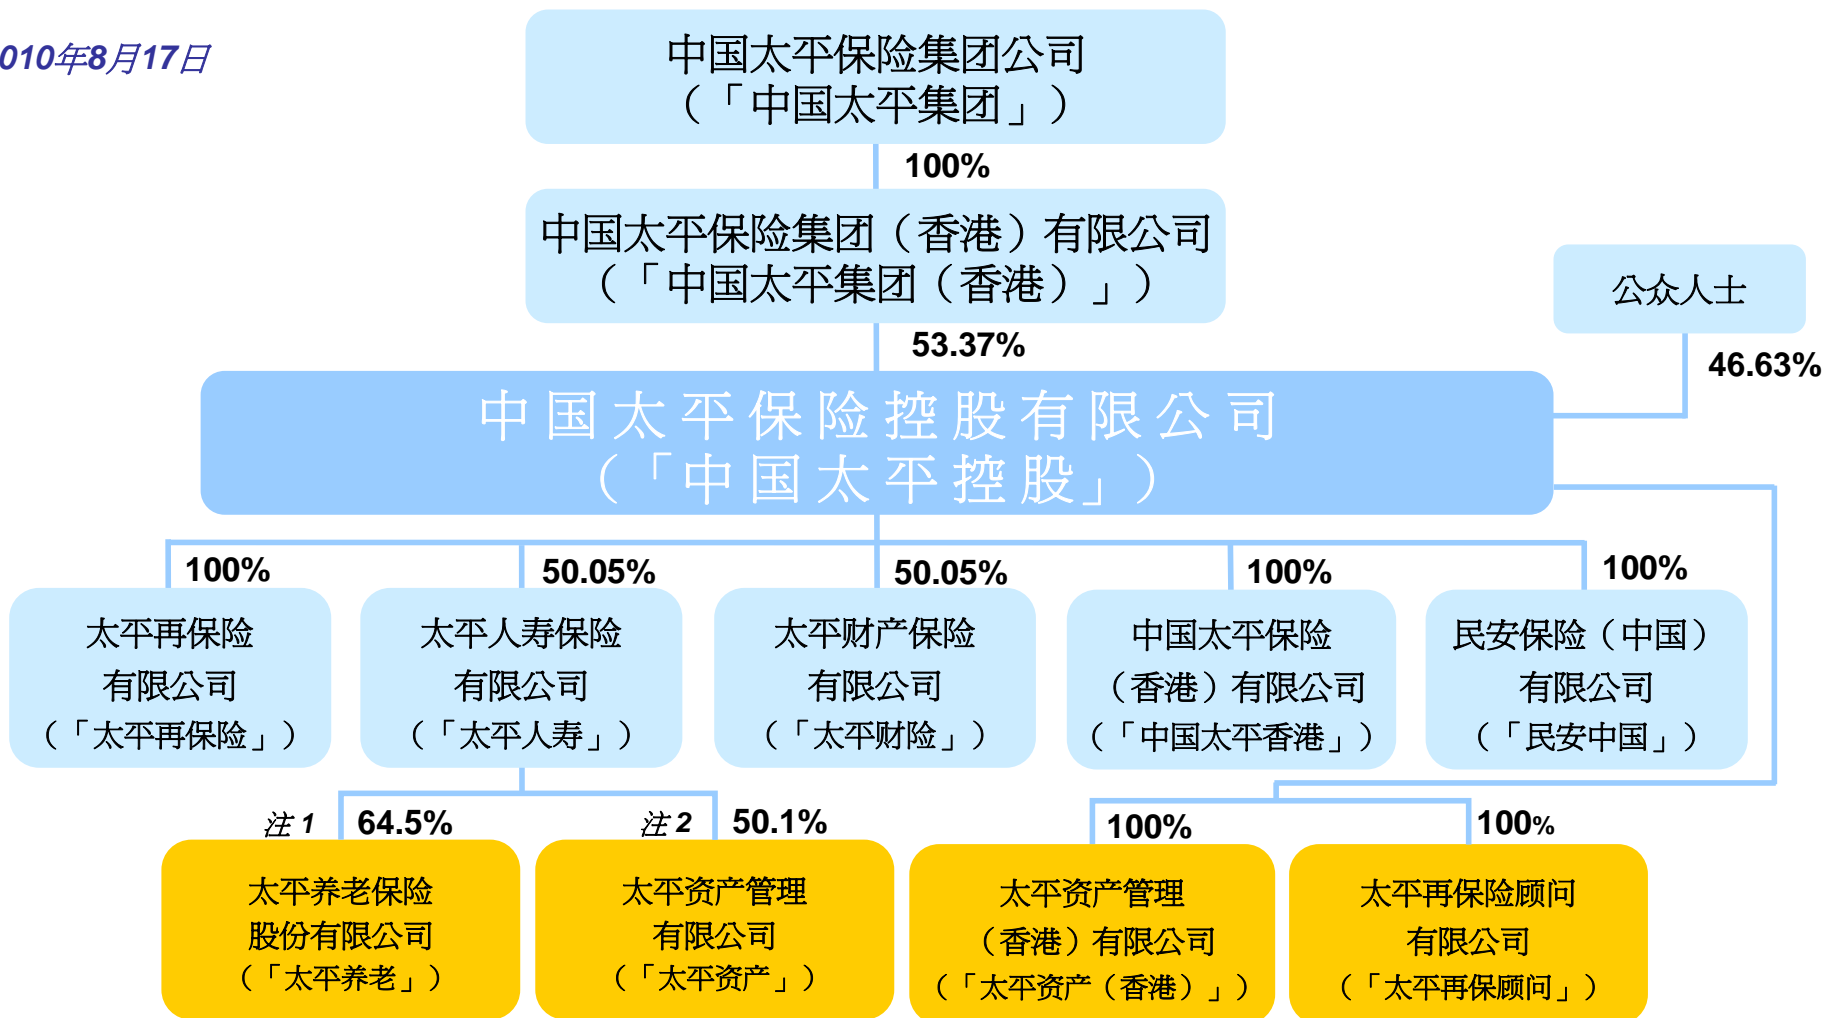 010年8月17日
中国太平保险集团公司
（「中国太平集团」）
100%
中国太平保险集团（香港）有限公司
（「中国太平集团（香港）」）
公众人士
53.37%
46.63%
中国太平保险控股有限公司
（「中国太平控股」）
100%
50.05%
50.05%
100%
100%
太平再保险
有限公司
（「太平再保险」）
太平人寿保险
有限公司
（「太平人寿」）
太平财产保险
有限公司
（「太平财险」）
中国太平保险
（香港）有限公司
（「中国太平香港」）
民安保险（中国）
有限公司
（「民安中国」）
注1 64.5%
注2 50.1%
100%
100%
太平养老保险
股份有限公司
（「太平养老」）
太平资产管理
有限公司
（「太平资产」）
太平资产管理
（香港）有限公司
（「太平资产（香港）」）
太平再保险顾问
有限公司
（「太平再保顾问」）